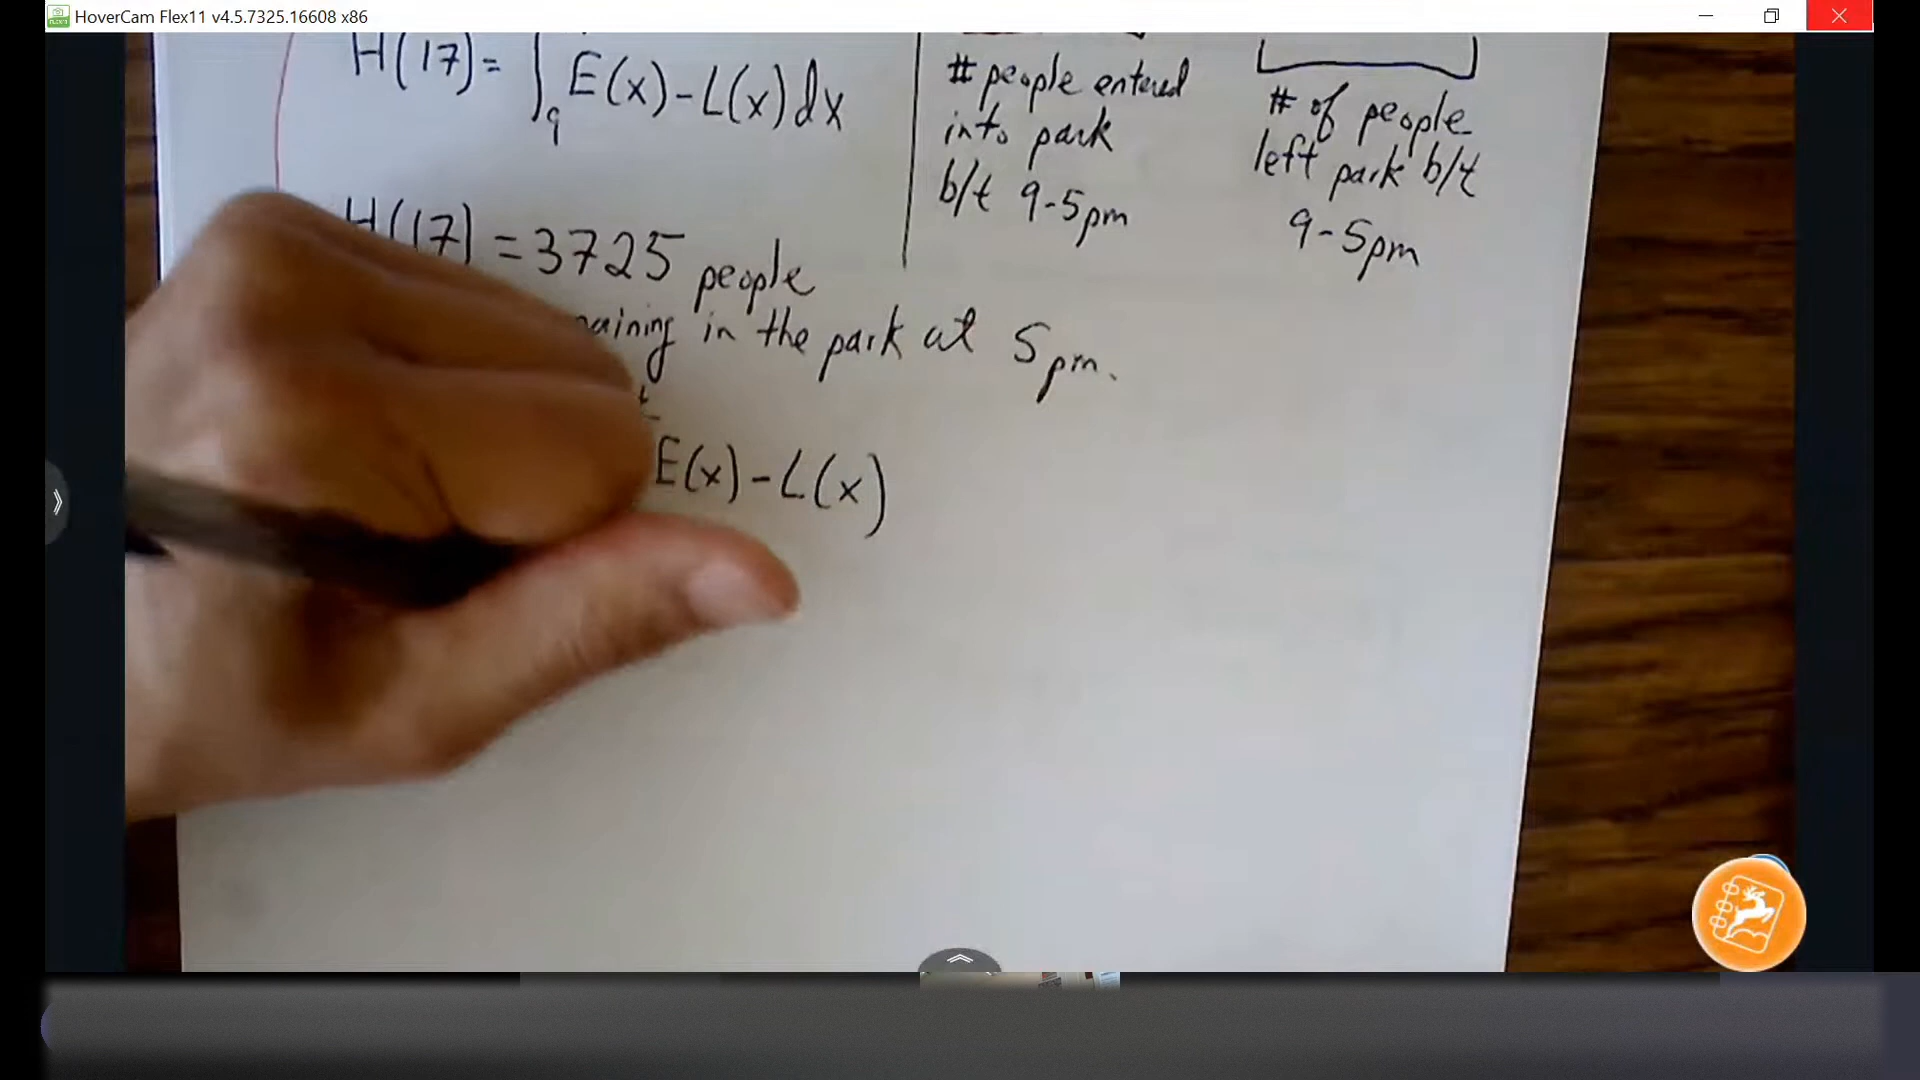 HoverCam Flex11 v4.5.7325.16608 x86
H(17) = ∫9 E(x) - L(x) dx
# people entered
into park
b/t 9-5pm
# of people
left park b/t
9-5pm
H(17) = 3725 people
in the park at 5pm.
E(x) - L(x)